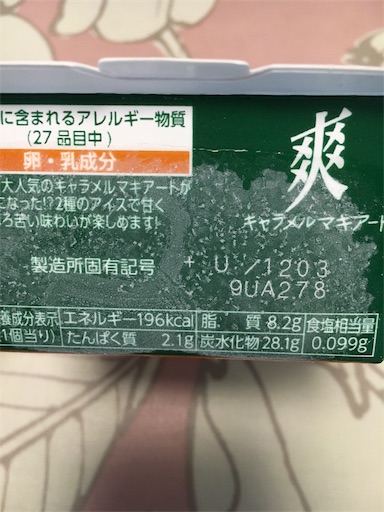 に含まれるアレルギー物質
(27品目中)
卵・乳成分
大人気のキャラメルマキアートが
になった!?2種のアイスで甘く
ほろ苦い味わいが楽しめます!
爽
キャラメルマキアート
製造所固有記号
+ U /1203
9UA278
養成分表示 エネルギー196kcal 脂 質 8.2g 食塩相当量
1個当り) たんぱく質 2.1g 炭水化物 28.1g 0.099g